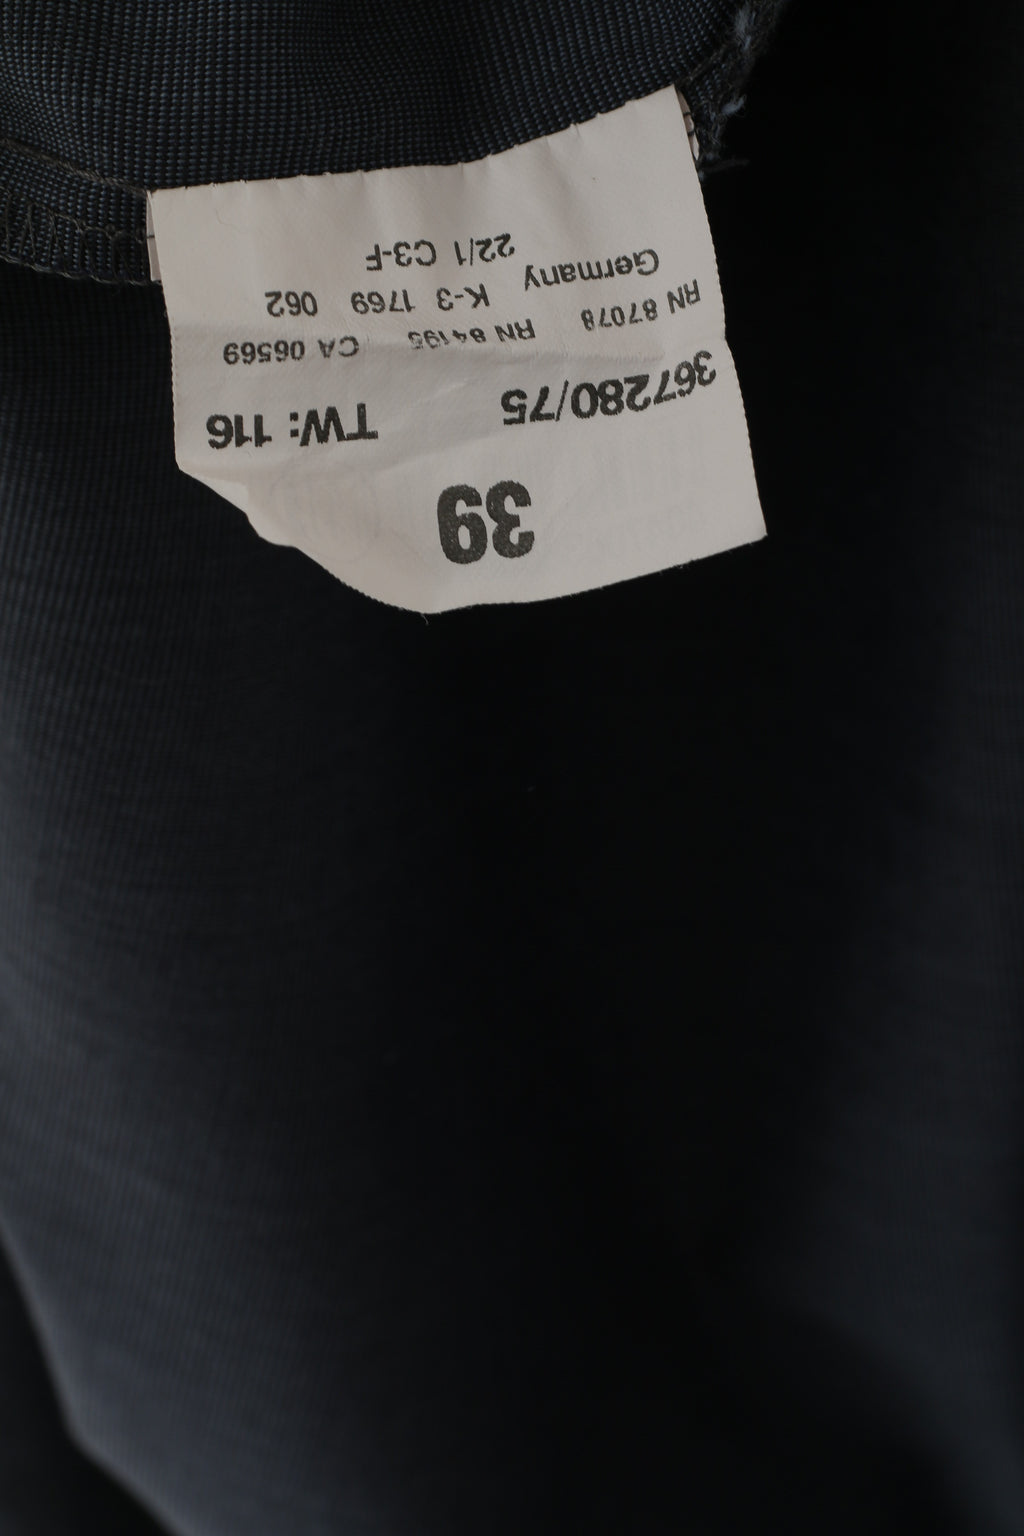 39
367280/75 TW: 116
RN 87078 RN 84195 CA 06569
Germany K-3 1769 062
22/1 C3-F